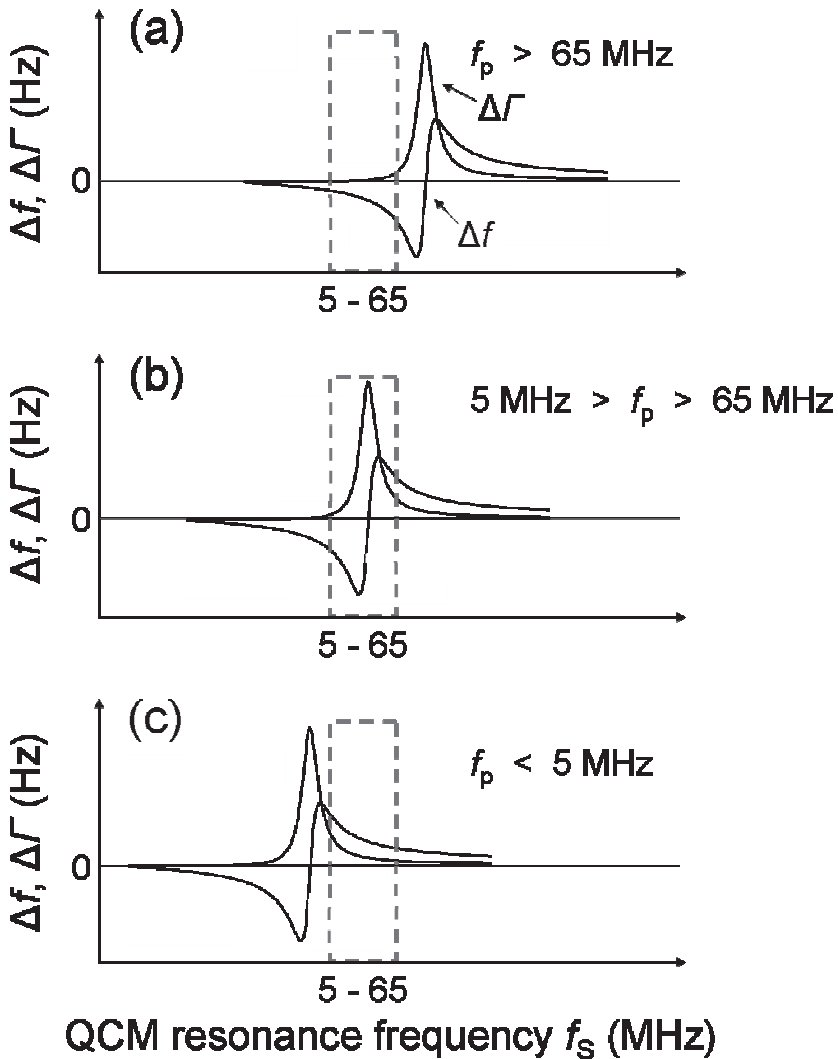 (a)
fp > 65 MHz
ΔΓ
Δf, ΔΓ (Hz)
0
Δf
5 - 65
(b)
5 MHz > fp > 65 MHz
Δf, ΔΓ (Hz)
0
5 - 65
(c)
fp < 5 MHz
Δf, ΔΓ (Hz)
0
5 - 65
QCM resonance frequency fS (MHz)